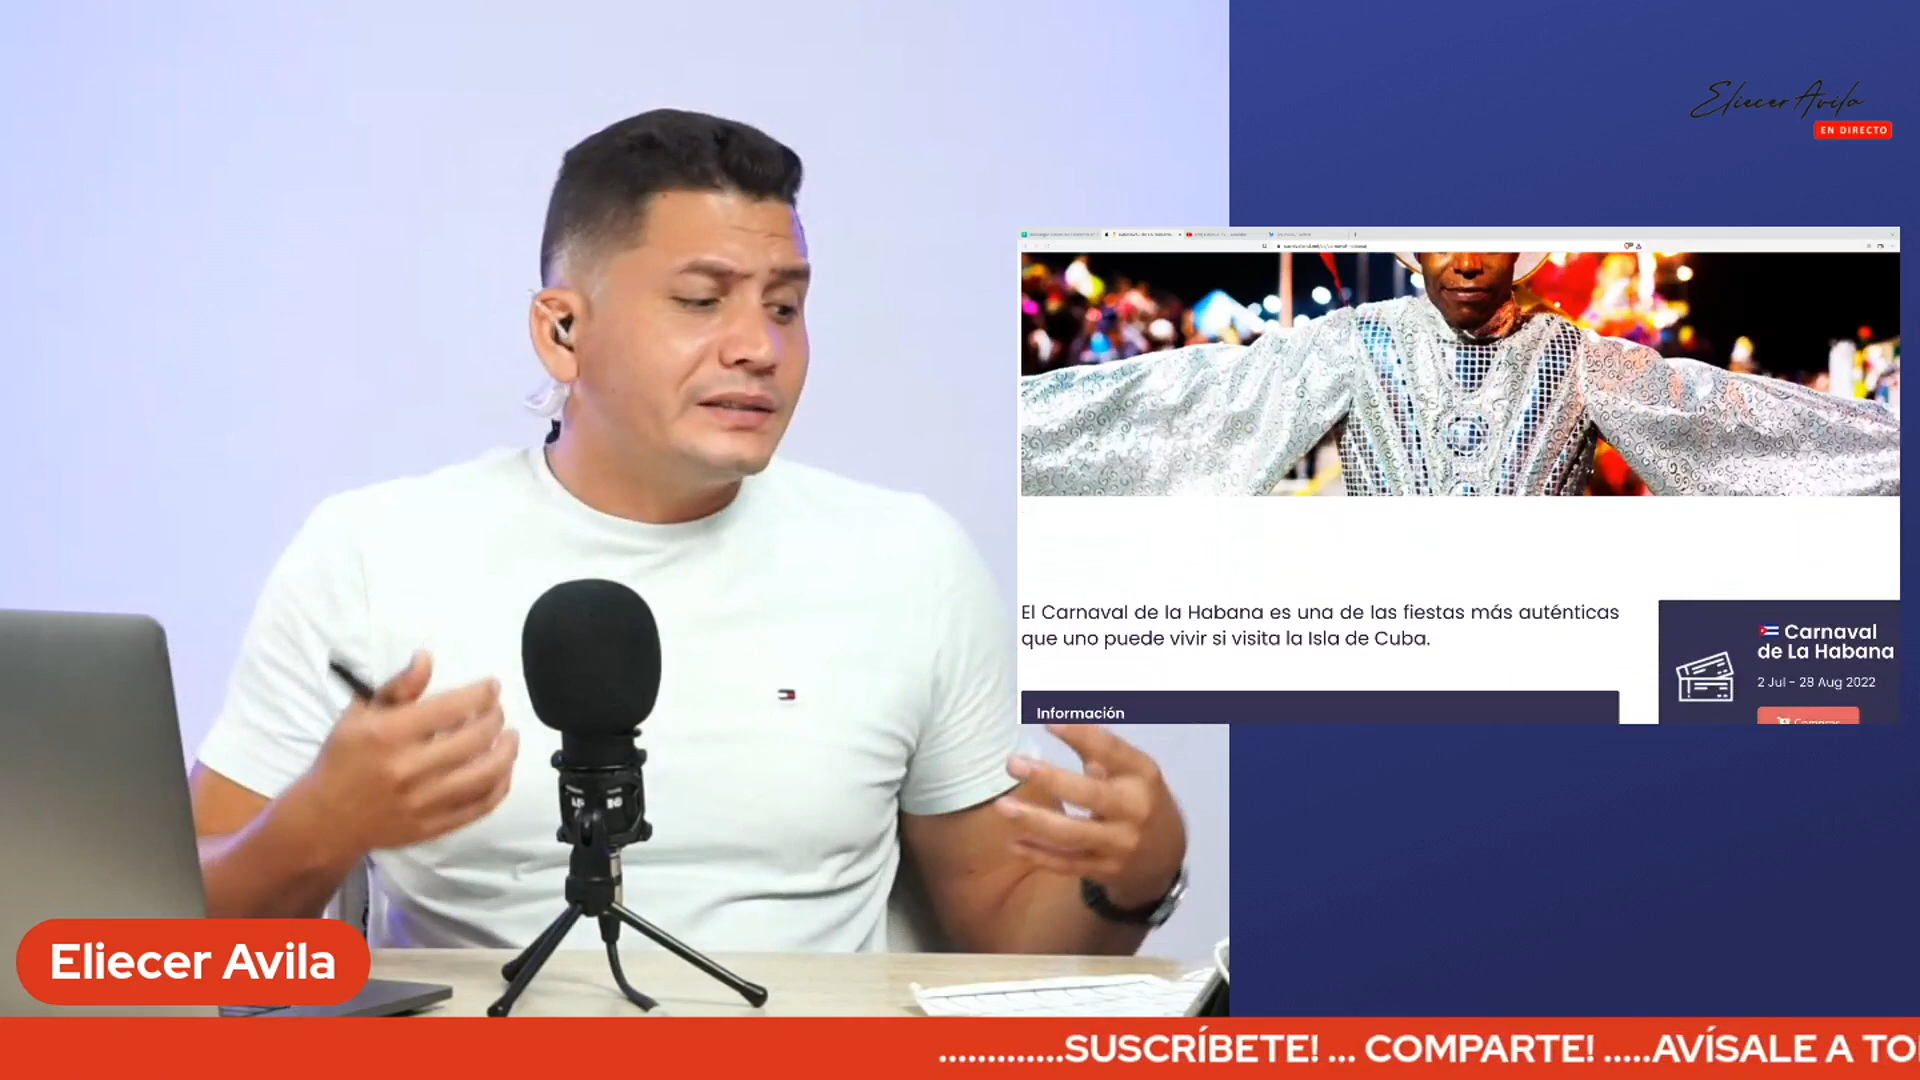 Eliecer Avila
EN DIRECTO
El Carnaval de la Habana es una de las fiestas más auténticas
que uno puede vivir si visita la Isla de Cuba.
Carnaval
de La Habana
2 Jul - 28 Aug 2022
Comprar
Información
Eliecer Avila
.............SUSCRÍBETE! ... COMPARTE! .....AVÍSALE A TO